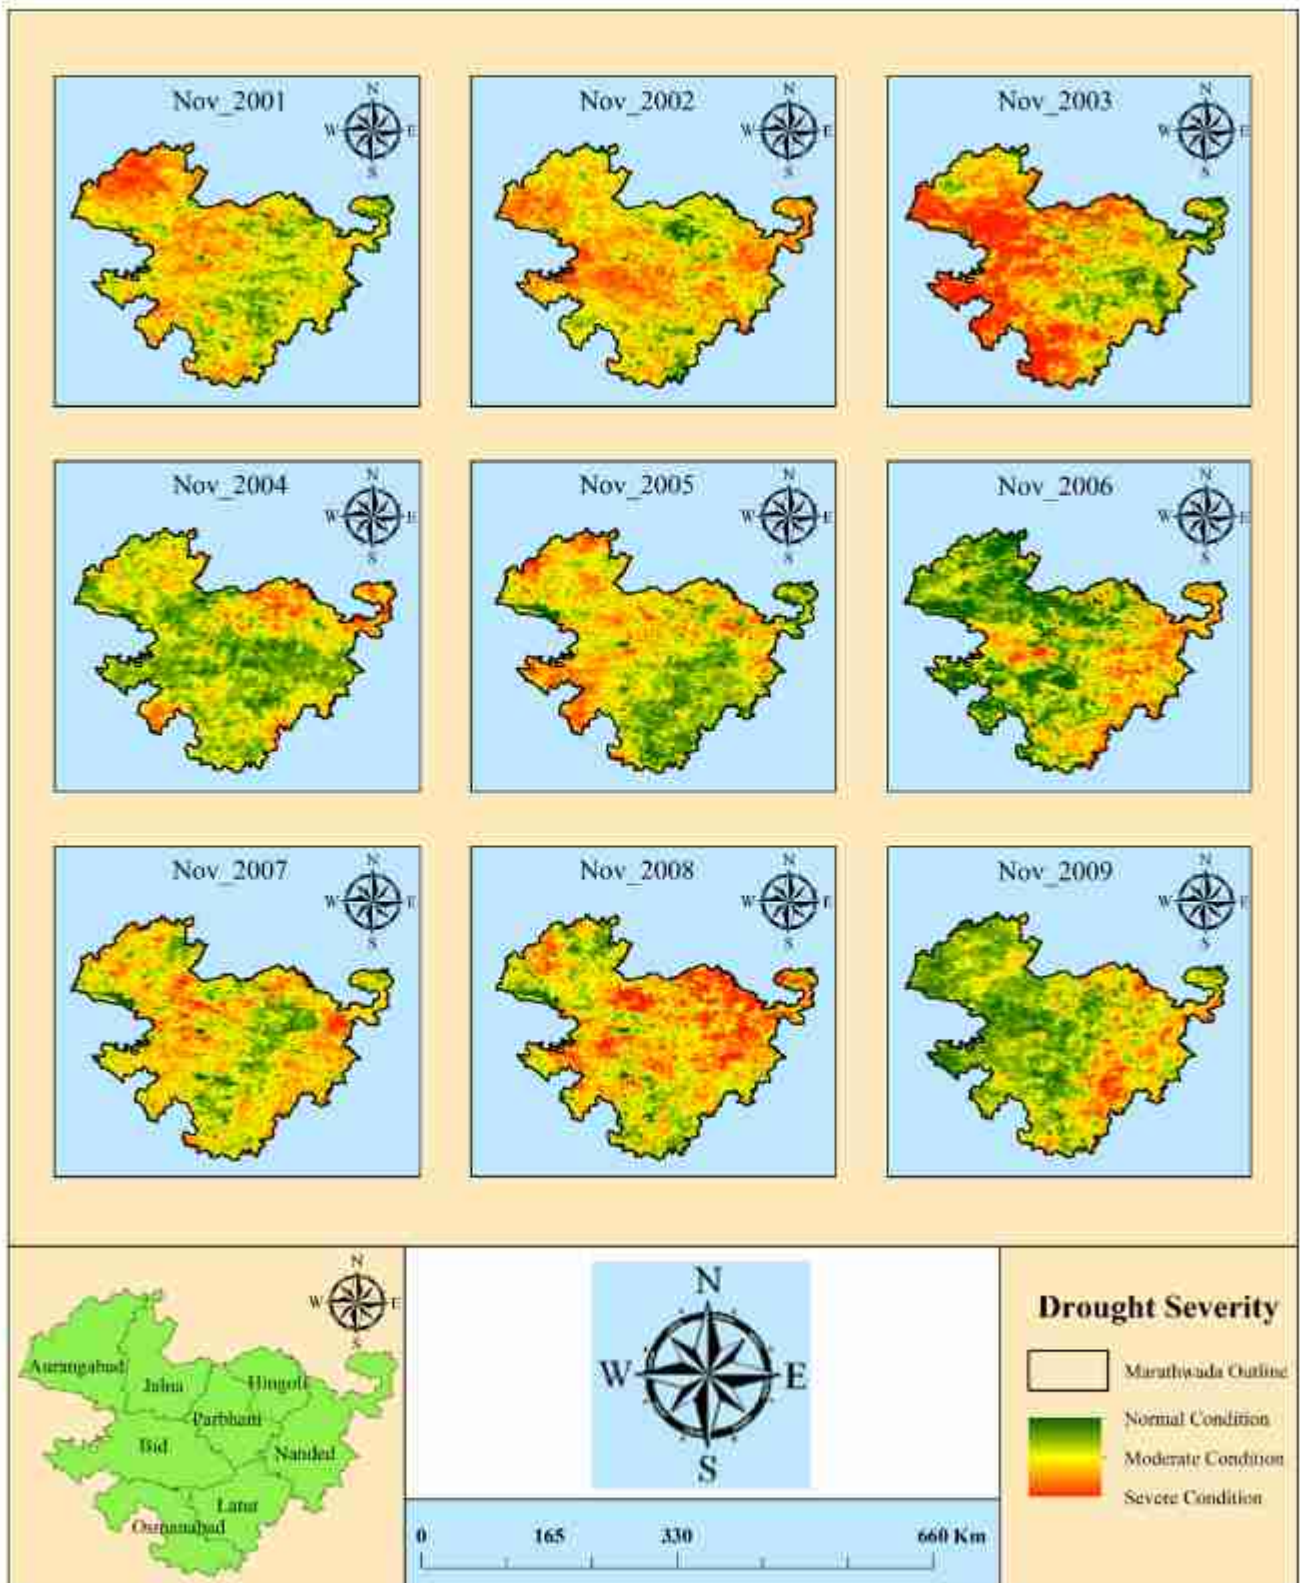 Nov_2001
N
W E
S
Nov_2002
N
W E
S
Nov_2003
N
W E
S
Nov_2004
N
W E
S
Nov_2005
N
W E
S
Nov_2006
N
W E
S
Nov_2007
N
W E
S
Nov_2008
N
W E
S
Nov_2009
N
W E
S
N
W E
S
Aurangabad
Jalna
Hingoli
Parbhani
Bid
Nanded
Latur
Osmanabad
N
W E
S
0 165 330 660 Km
Drought Severity
Marathwada Outline
Normal Condition
Moderate Condition
Severe Condition